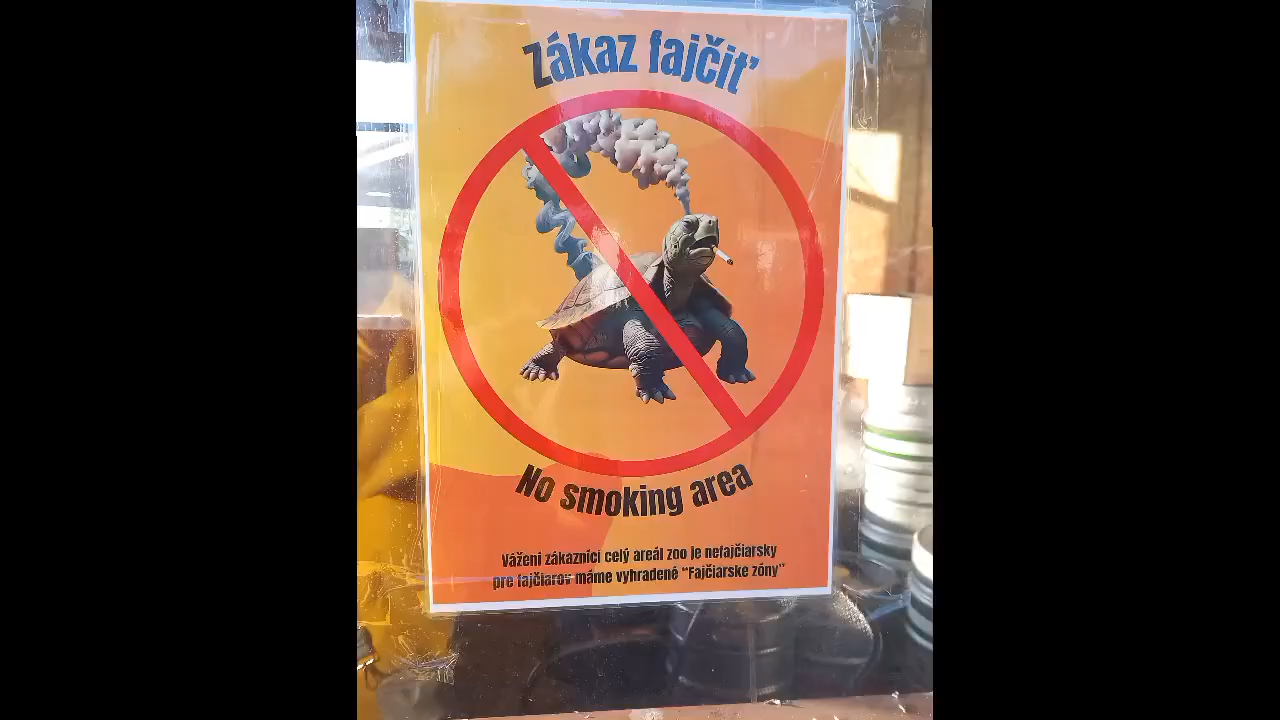 Zákaz fajčiť
No smoking area
Vážení zákazníci celý areál zoo je nefajčiarsky
pre fajčiarov máme vyhradené "Fajčiarske zóny"